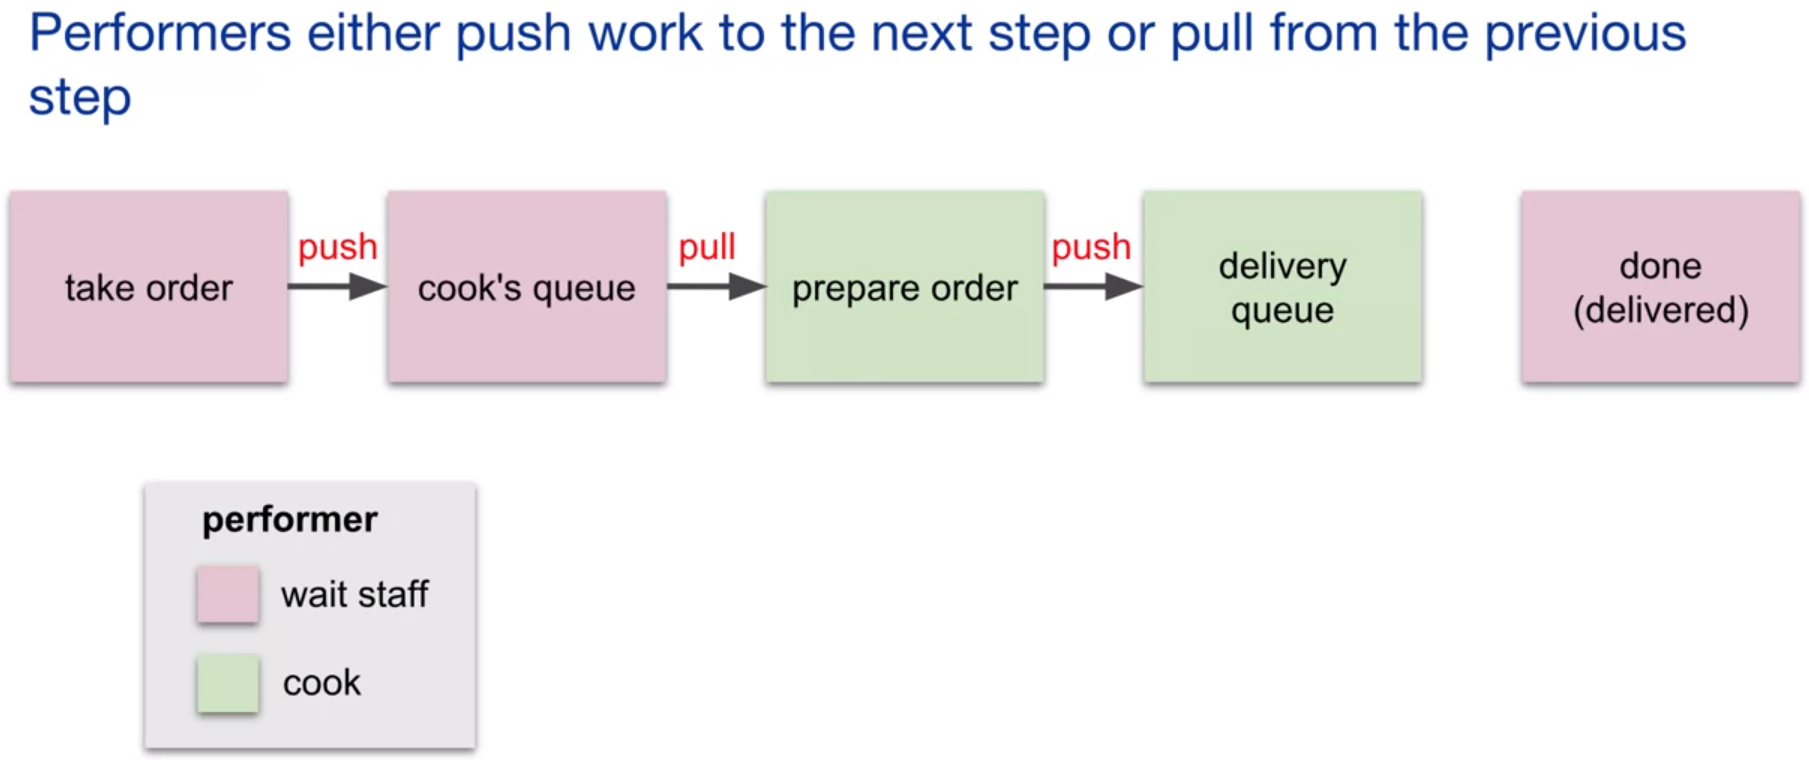 Performers either push work to the next step or pull from the previous
step
take order
push
cook's queue
pull
prepare order
push
delivery
queue
done
(delivered)
performer
wait staff
cook